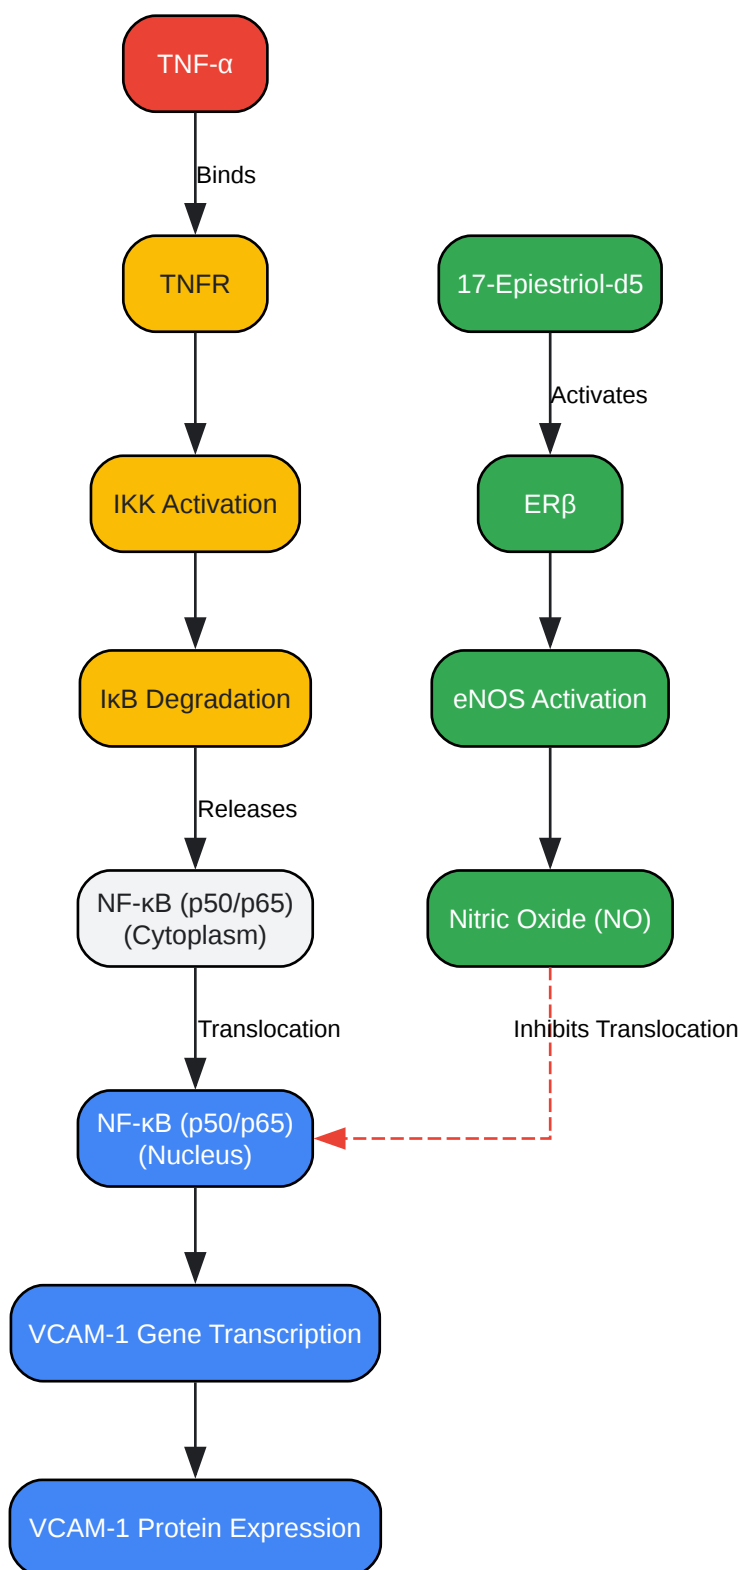 TNF-α
Binds
TNFR
17-Epiestriol-d5
Activates
IKK Activation
ERβ
IκB Degradation
eNOS Activation
Releases
NF-κB (p50/p65)
(Cytoplasm)
Nitric Oxide (NO)
Translocation
Inhibits Translocation
NF-κB (p50/p65)
(Nucleus)
VCAM-1 Gene Transcription
VCAM-1 Protein Expression